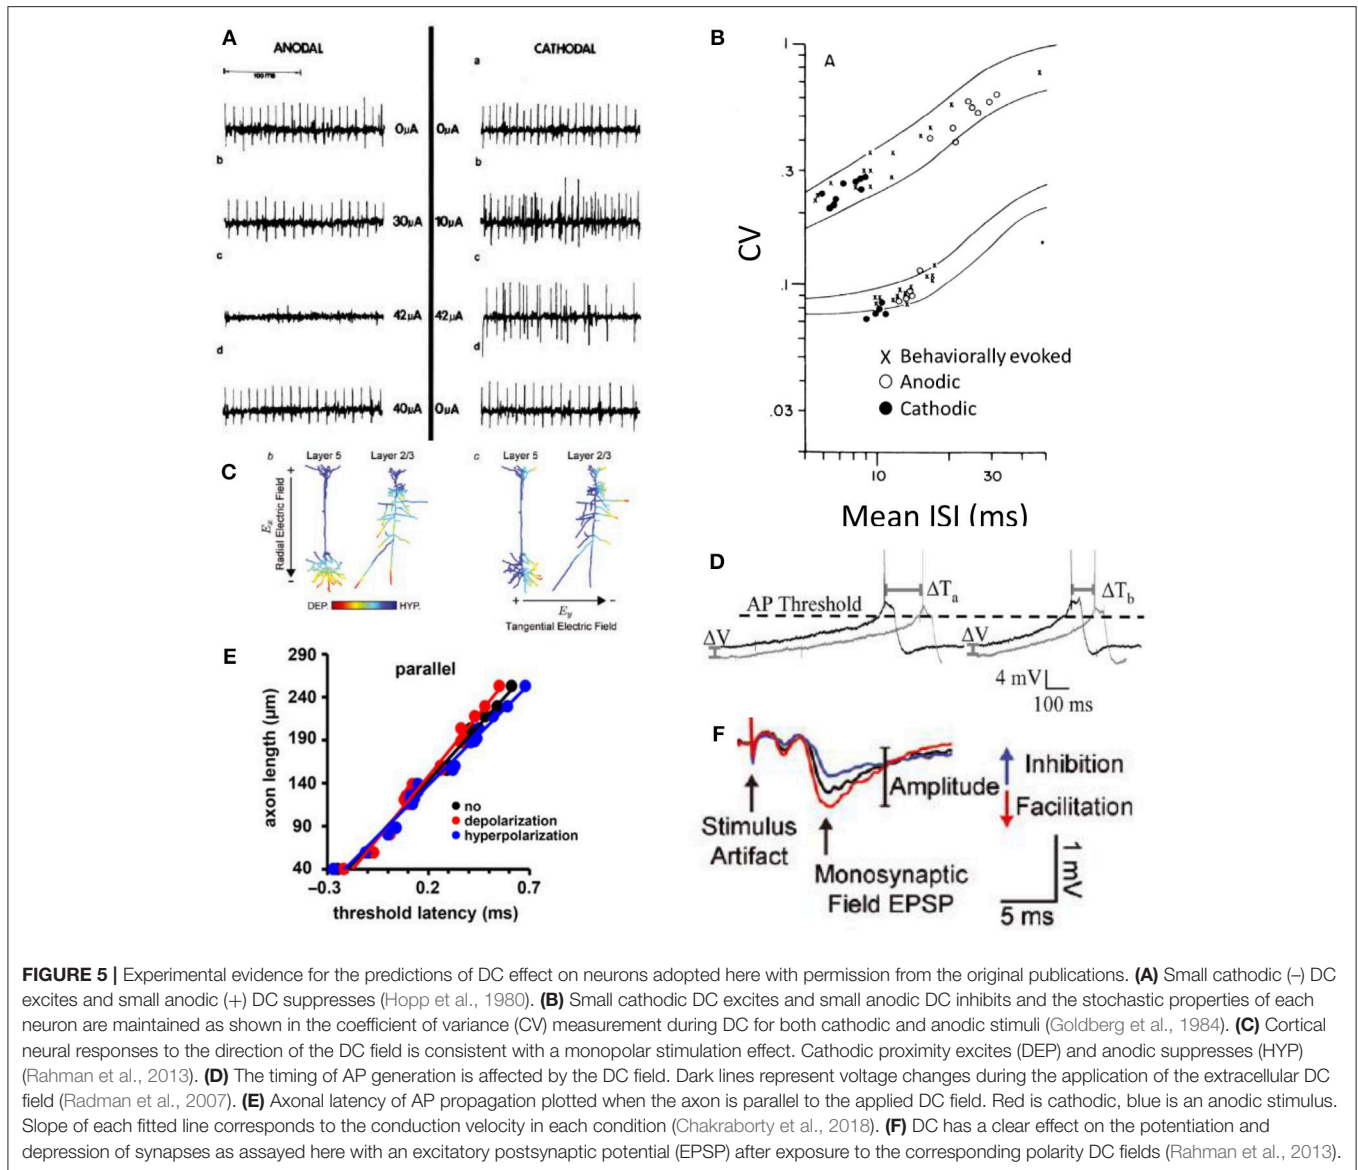 A
ANODAL
CATHODAL
100 ms
a
0μA
0μA
b
b
30μA
10μA
c
c
42μA
42μA
d
d
40μA
0μA
B
A
1
.3
.1
.03
CV
x Behaviorally evoked
Anodic
Cathodic
10
30
Mean ISI (ms)
C
b
Layer 5
Layer 2/3
+
Ex
Radial Electric Field
-
DEP.
HYP.
c
Layer 5
Layer 2/3
+
-
Ey
Tangential Electric Field
D
AP Threshold
ΔTa
ΔTb
ΔV
ΔV
4 mV
100 ms
E
parallel
290
240
190
140
90
40
axon length (μm)
no
depolarization
hyperpolarization
-0.3
0.2
0.7
threshold latency (ms)
F
Stimulus
Artifact
Amplitude
Monosynaptic
Field EPSP
Inhibition
Facilitation
1 mV
5 ms
FIGURE 5 | Experimental evidence for the predictions of DC effect on neurons adopted here with permission from the original publications. (A) Small cathodic (–) DC
excites and small anodic (+) DC suppresses (Hopp et al., 1980). (B) Small cathodic DC excites and small anodic DC inhibits and the stochastic properties of each
neuron are maintained as shown in the coefficient of variance (CV) measurement during DC for both cathodic and anodic stimuli (Goldberg et al., 1984). (C) Cortical
neural responses to the direction of the DC field is consistent with a monopolar stimulation effect. Cathodic proximity excites (DEP) and anodic suppresses (HYP)
(Rahman et al., 2013). (D) The timing of AP generation is affected by the DC field. Dark lines represent voltage changes during the application of the extracellular DC
field (Radman et al., 2007). (E) Axonal latency of AP propagation plotted when the axon is parallel to the applied DC field. Red is cathodic, blue is an anodic stimulus.
Slope of each fitted line corresponds to the conduction velocity in each condition (Chakraborty et al., 2018). (F) DC has a clear effect on the potentiation and
depression of synapses as assayed here with an excitatory postsynaptic potential (EPSP) after exposure to the corresponding polarity DC fields (Rahman et al., 2013).